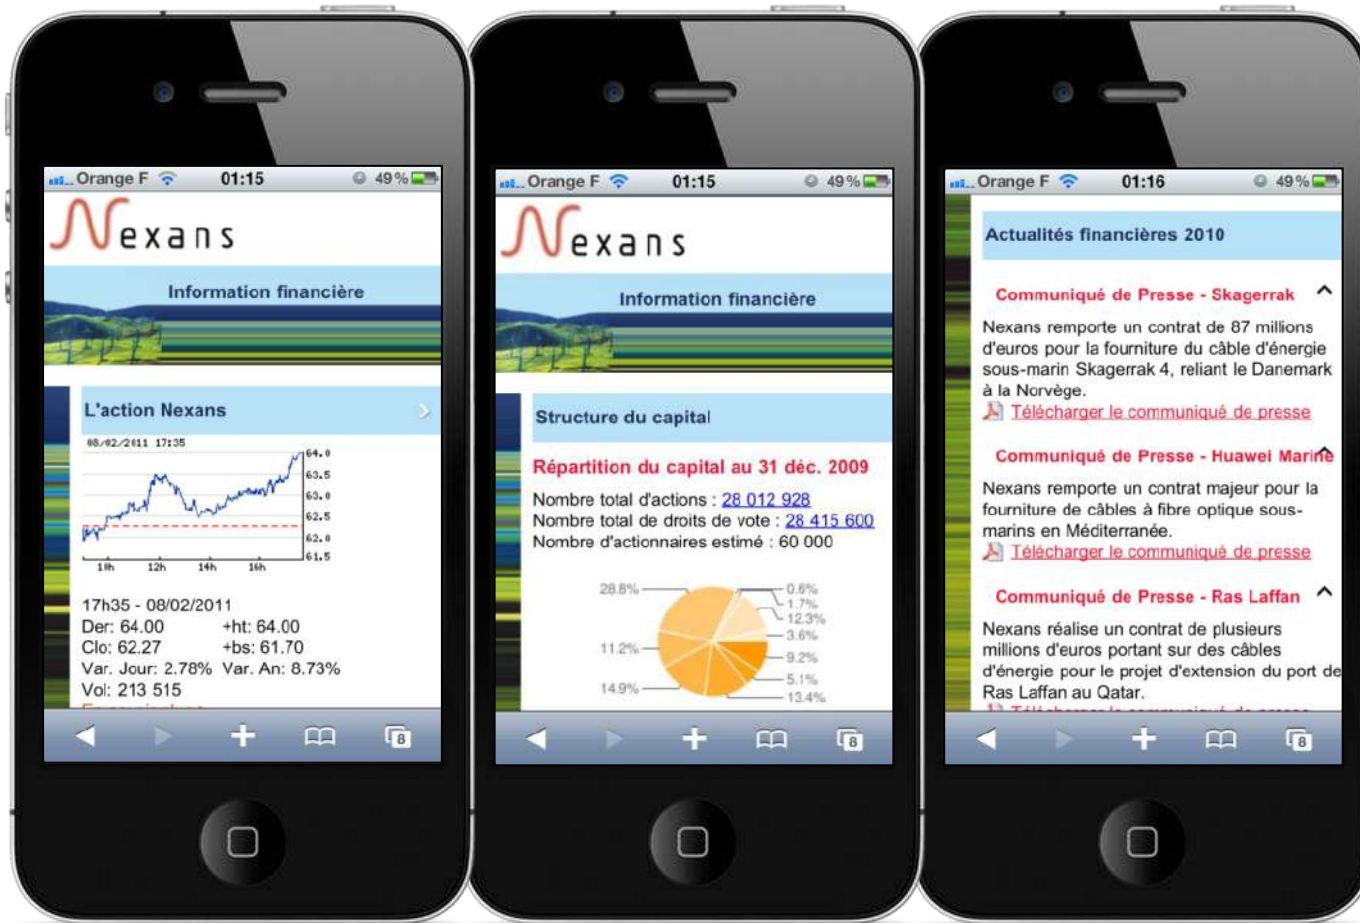 Orange F 01:15 49%
Nexans
Information financière
L'action Nexans
08/02/2011 17:35
64.0
63.5
63.0
62.5
62.0
61.5
10h 12h 14h 16h
17h35 - 08/02/2011
Der: 64.00 +ht: 64.00
Clo: 62.27 +bs: 61.70
Var. Jour: 2.78% Var. An: 8.73%
Vol: 213 515
8
Orange F 01:15 49%
Nexans
Information financière
Structure du capital
Répartition du capital au 31 déc. 2009
Nombre total d'actions : 28 012 928
Nombre total de droits de vote : 28 415 600
Nombre d'actionnaires estimé : 60 000
28.8% 0.6%
1.7%
12.3%
11.2% 3.6%
9.2%
14.9% 5.1%
13.4%
8
Orange F 01:16 49%
Actualités financières 2010
Communiqué de Presse - Skagerrak
Nexans remporte un contrat de 87 millions
d'euros pour la fourniture du câble d'énergie
sous-marin Skagerrak 4, reliant le Danemark
à la Norvège.
Télécharger le communiqué de presse
Communiqué de Presse - Huawei Marine
Nexans remporte un contrat majeur pour la
fourniture de câbles à fibre optique sous-
marins en Méditerranée.
Télécharger le communiqué de presse
Communiqué de Presse - Ras Laffan
Nexans réalise un contrat de plusieurs
millions d'euros portant sur des câbles
d'énergie pour le projet d'extension du port de
Ras Laffan au Qatar.
Télécharger le communiqué de presse
8